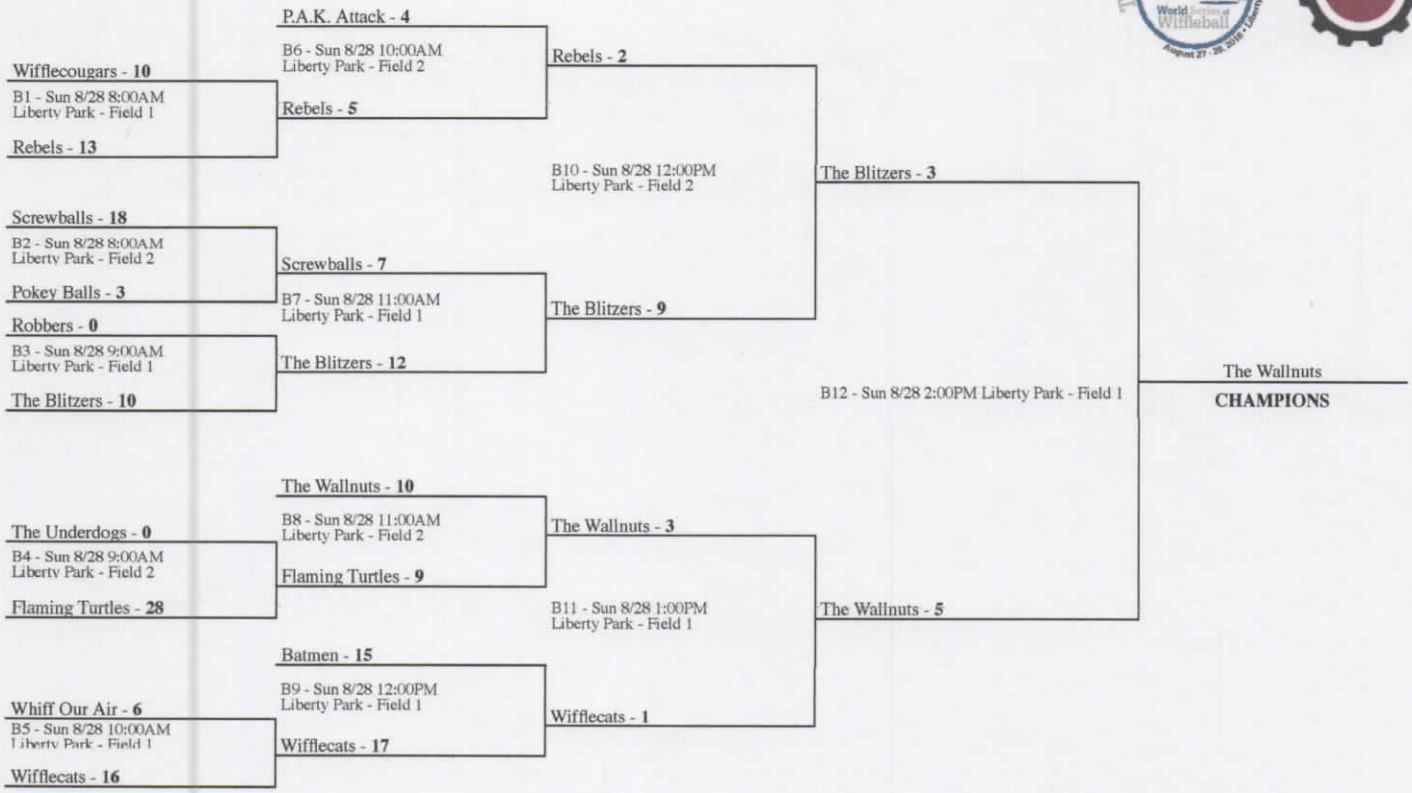 P.A.K. Attack - 4
B6 - Sun 8/28 10:00AM
Liberty Park - Field 2
Rebels - 5
Wifflecougars - 10
B1 - Sun 8/28 8:00AM
Liberty Park - Field 1
Rebels - 13
Rebels - 2
B10 - Sun 8/28 12:00PM
Liberty Park - Field 2
The Blitzers - 3
Screwballs - 18
B2 - Sun 8/28 8:00AM
Liberty Park - Field 2
Pokey Balls - 3
Screwballs - 7
B7 - Sun 8/28 11:00AM
Liberty Park - Field 1
The Blitzers - 12
Robbers - 0
B3 - Sun 8/28 9:00AM
Liberty Park - Field 1
The Blitzers - 10
The Blitzers - 9
B12 - Sun 8/28 2:00PM Liberty Park - Field 1
The Wallnuts
CHAMPIONS
The Wallnuts - 10
B8 - Sun 8/28 11:00AM
Liberty Park - Field 2
Flaming Turtles - 9
The Underdogs - 0
B4 - Sun 8/28 9:00AM
Liberty Park - Field 2
Flaming Turtles - 28
The Wallnuts - 3
B11 - Sun 8/28 1:00PM
Liberty Park - Field 1
The Wallnuts - 5
Batmen - 15
B9 - Sun 8/28 12:00PM
Liberty Park - Field 1
Wifflecats - 17
Whiff Our Air - 6
B5 - Sun 8/28 10:00AM
Liberty Park - Field 1
Wifflecats - 16
Wifflecats - 1
World Series of
Wiffleball
August 27 - 28, 2016 • Liberty